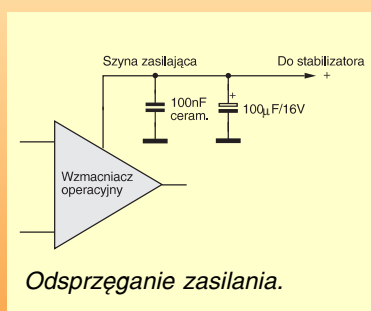 Szyna zasilająca
Do stabilizatora
+
+
100nF
ceram.
100µF/16V
Wzmacniacz
operacyjny
Odsprzęganie zasilania.